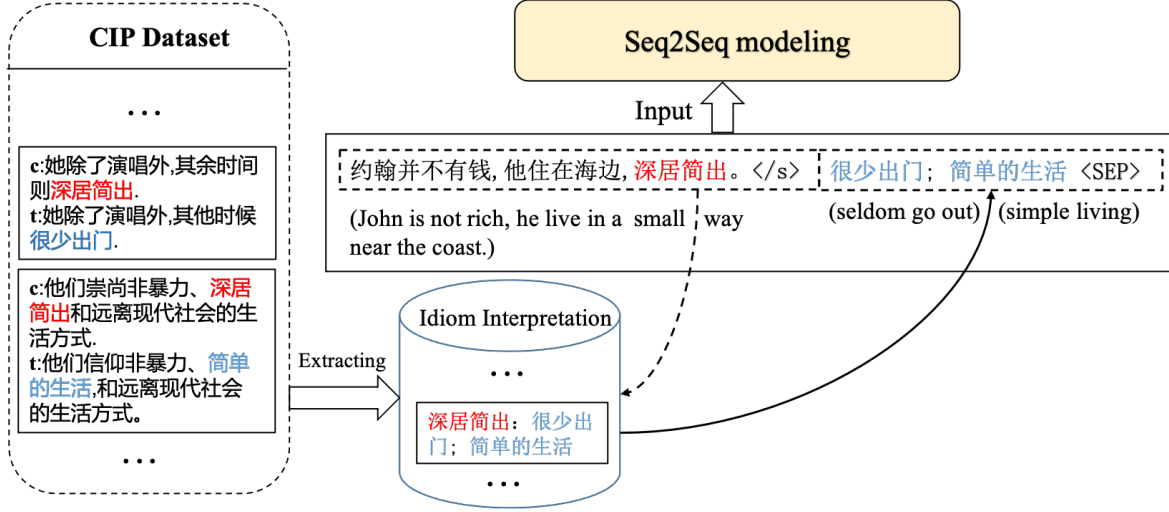 CIP Dataset
...
c:她除了演唱外,其余时间
则深居简出.
t:她除了演唱外,其他时候
很少出门.
c:他们崇尚非暴力、深居
简出和远离现代社会的生
活方式.
t:他们信仰非暴力、简单
的生活,和远离现代社会
的生活方式。
...
Extracting
Seq2Seq modeling
Input
约翰并不有钱,他住在海边,深居简出。</s> 很少出门; 简单的生活 <SEP>
(John is not rich, he live in a small way
near the coast.)
(seldom go out) (simple living)
Idiom Interpretation
...
深居简出: 很少出
门; 简单的生活
...